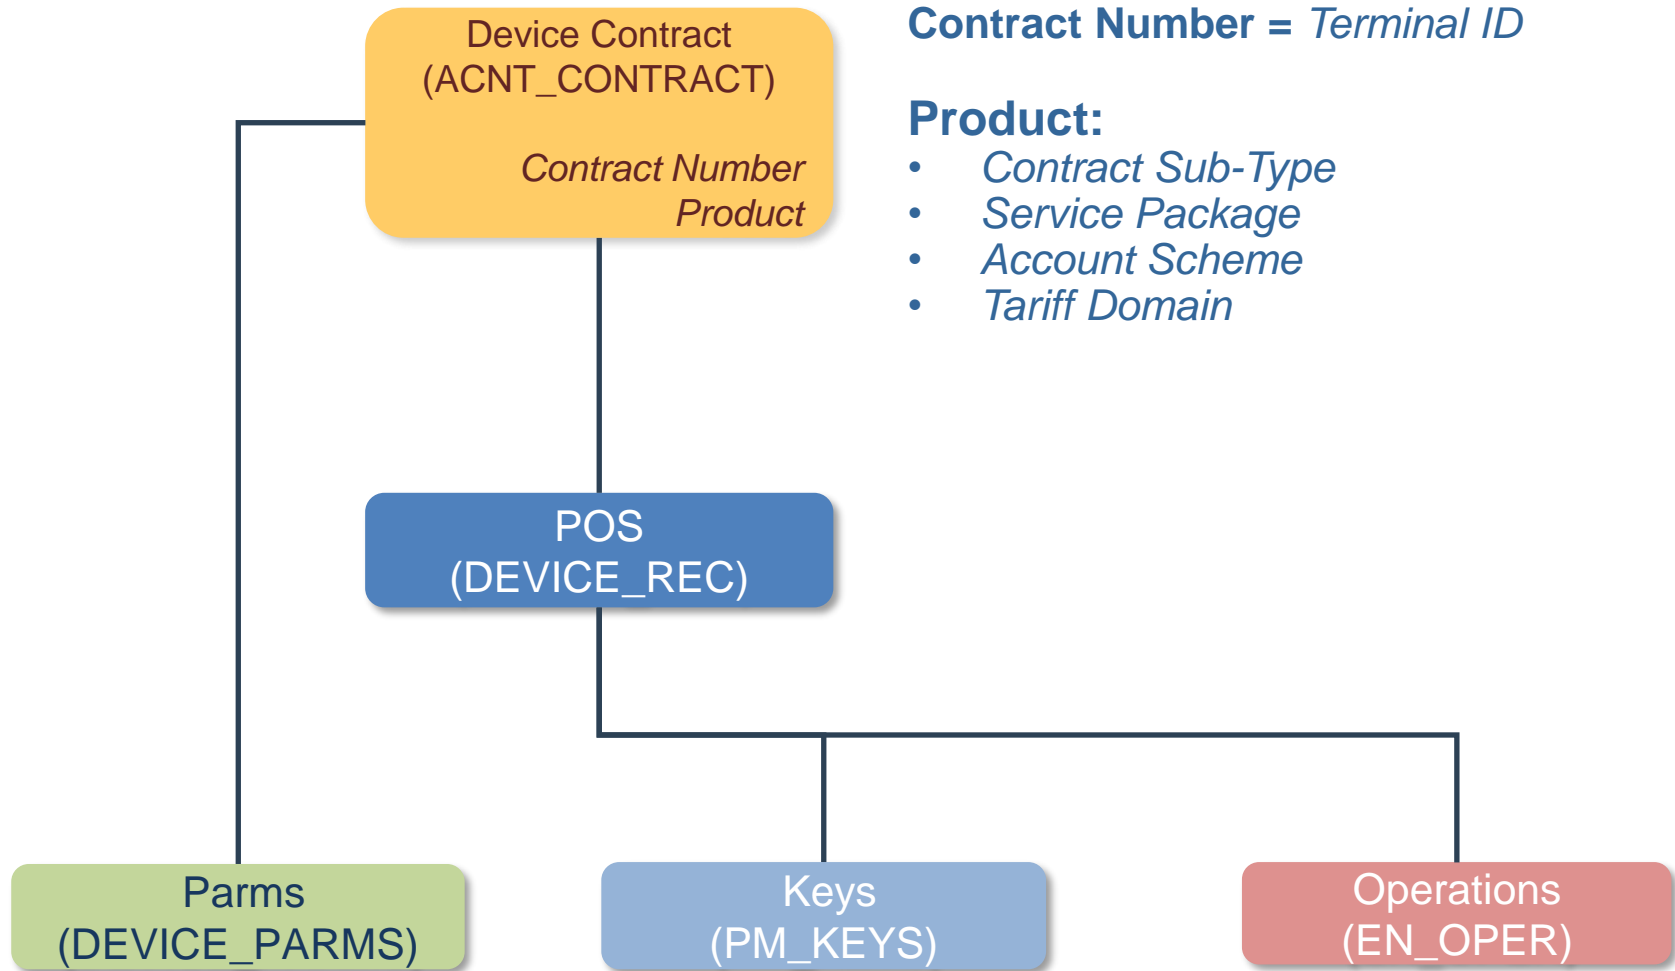 Device Contract
(ACNT_CONTRACT)
Contract Number
Product
Contract Number = Terminal ID
Product:
• Contract Sub-Type
• Service Package
• Account Scheme
• Tariff Domain
POS
(DEVICE_REC)
Parms
(DEVICE_PARMS)
Keys
(PM_KEYS)
Operations
(EN_OPER)